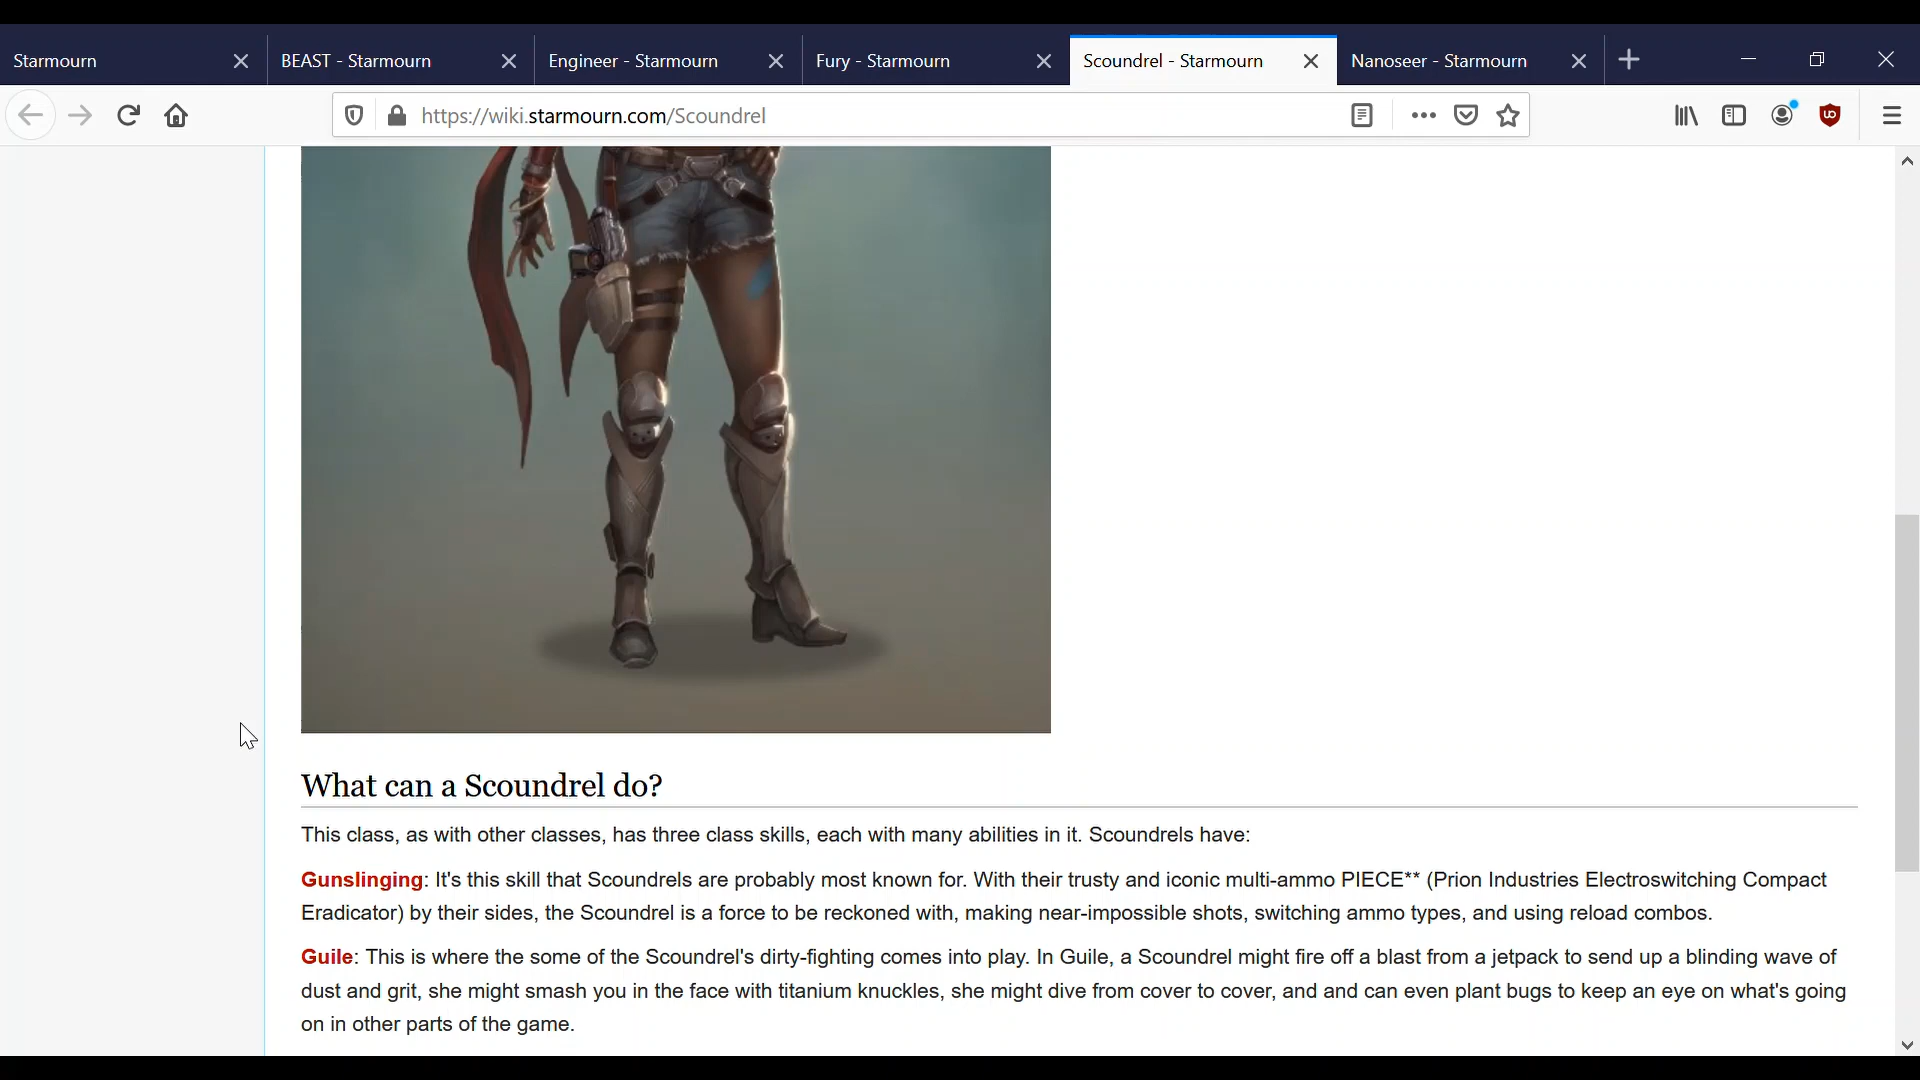 Starmourn
BEAST - Starmourn
Engineer - Starmourn
Fury - Starmourn
Scoundrel - Starmourn
Nanoseer - Starmourn
https://wiki.starmourn.com/Scoundrel
What can a Scoundrel do?
This class, as with other classes, has three class skills, each with many abilities in it. Scoundrels have:
Gunslinging: It's this skill that Scoundrels are probably most known for. With their trusty and iconic multi-ammo PIECE** (Prion Industries Electroswitching Compact
Eradicator) by their sides, the Scoundrel is a force to be reckoned with, making near-impossible shots, switching ammo types, and using reload combos.
Guile: This is where the some of the Scoundrel's dirty-fighting comes into play. In Guile, a Scoundrel might fire off a blast from a jetpack to send up a blinding wave of
dust and grit, she might smash you in the face with titanium knuckles, she might dive from cover to cover, and and can even plant bugs to keep an eye on what's going
on in other parts of the game.